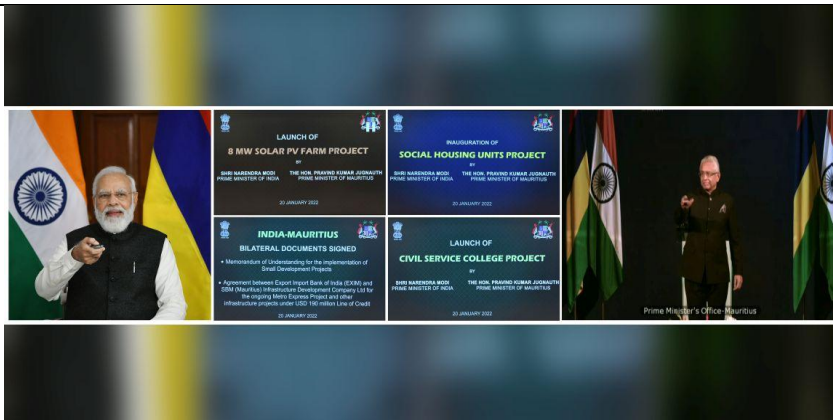 LAUNCH OF
8 MW SOLAR PV FARM PROJECT
BY
SHRI NARENDRA MODI
PRIME MINISTER OF INDIA
THE HON. PRAVIND KUMAR JUGNAUTH
PRIME MINISTER OF MAURITIUS
20 JANUARY 2022
INAUGURATION OF
SOCIAL HOUSING UNITS PROJECT
BY
SHRI NARENDRA MODI
PRIME MINISTER OF INDIA
THE HON. PRAVIND KUMAR JUGNAUTH
PRIME MINISTER OF MAURITIUS
20 JANUARY 2022
INDIA-MAURITIUS
BILATERAL DOCUMENTS SIGNED
• Memorandum of Understanding for the implementation of
Small Development Projects
• Agreement between Export Import Bank of India (EXIM) and
SBM (Mauritius) Infrastructure Development Company Ltd for
the ongoing Metro Express Project and other
infrastructure projects under USD 190 million Line of Credit
20 JANUARY 2022
LAUNCH OF
CIVIL SERVICE COLLEGE PROJECT
BY
SHRI NARENDRA MODI
PRIME MINISTER OF INDIA
THE HON. PRAVIND KUMAR JUGNAUTH
PRIME MINISTER OF MAURITIUS
20 JANUARY 2022
Prime Minister's Office-Mauritius